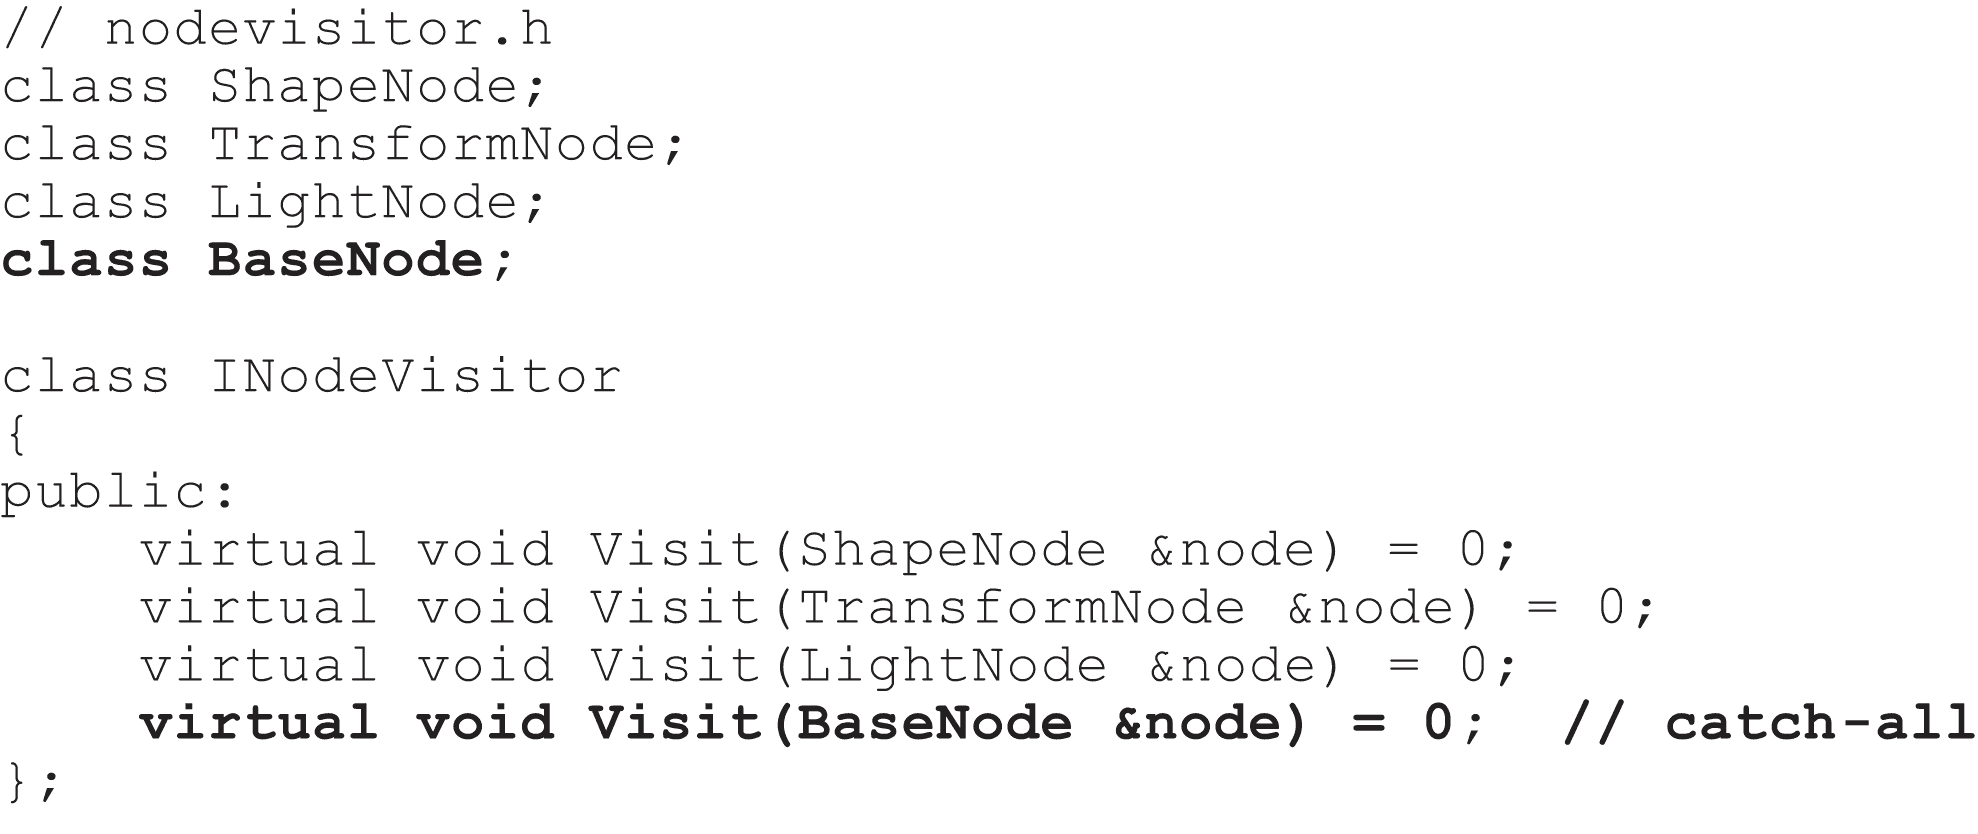 // nodevisitor.h
class ShapeNode;
class TransformNode;
class LightNode;
class BaseNode;
class INodeVisitor
{
public:
    virtual void Visit(ShapeNode &node) = 0;
    virtual void Visit(TransformNode &node) = 0;
    virtual void Visit(LightNode &node) = 0;
    virtual void Visit(BaseNode &node) = 0;  // catch-all
};